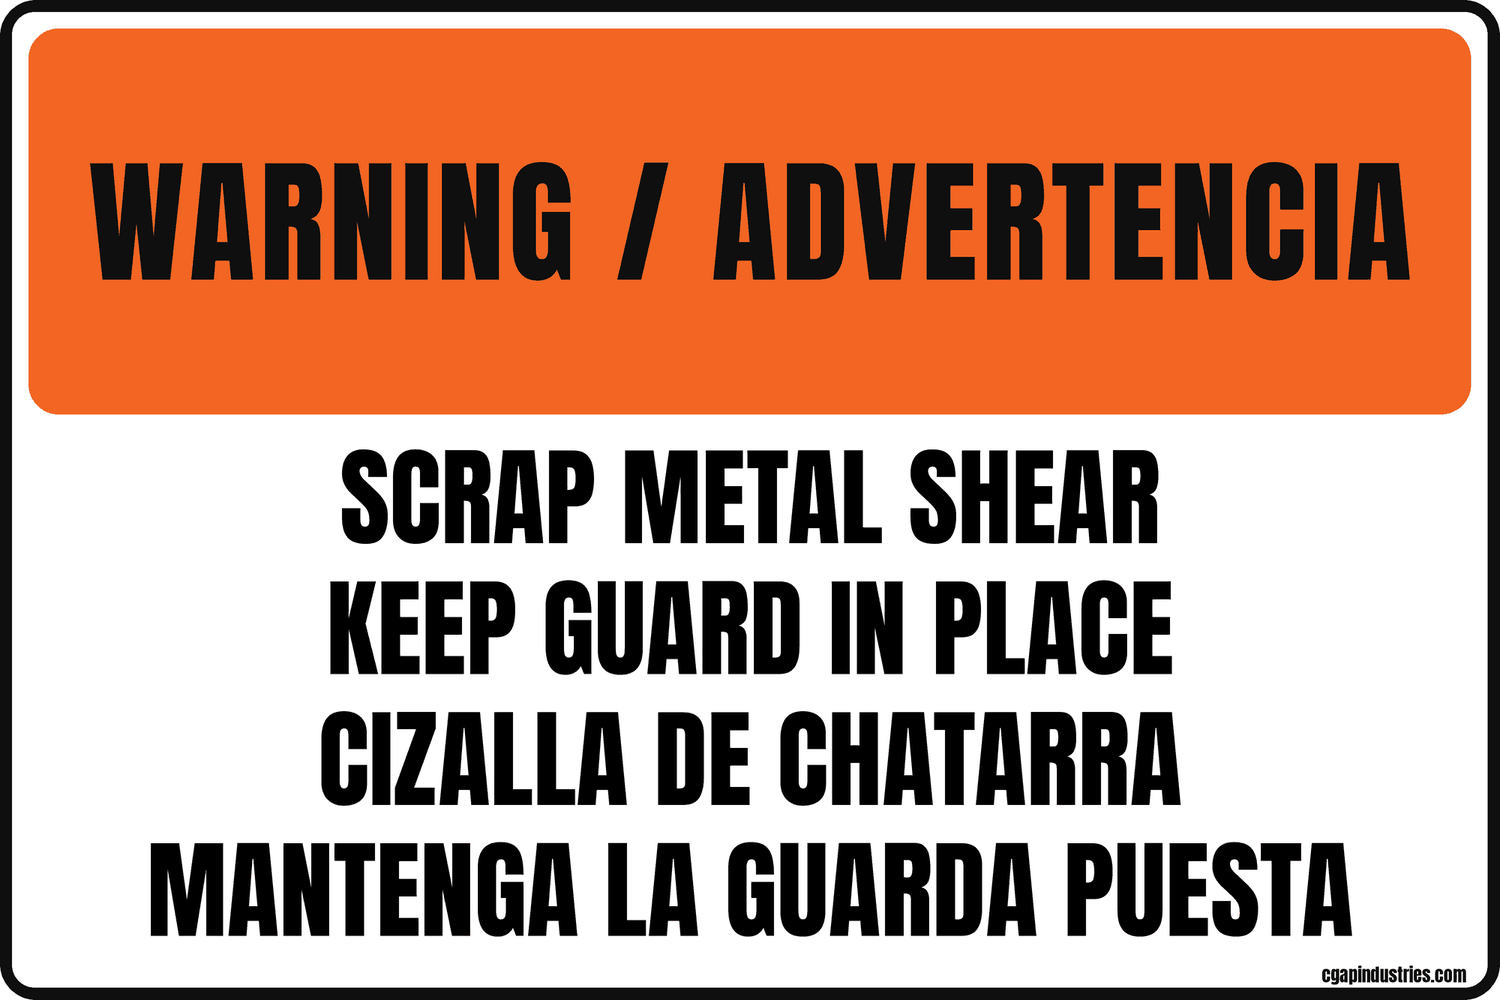 WARNING / ADVERTENCIA
SCRAP METAL SHEAR
KEEP GUARD IN PLACE
CIZALLA DE CHATARRA
MANTENGA LA GUARDA PUESTA
cgapindustries.com